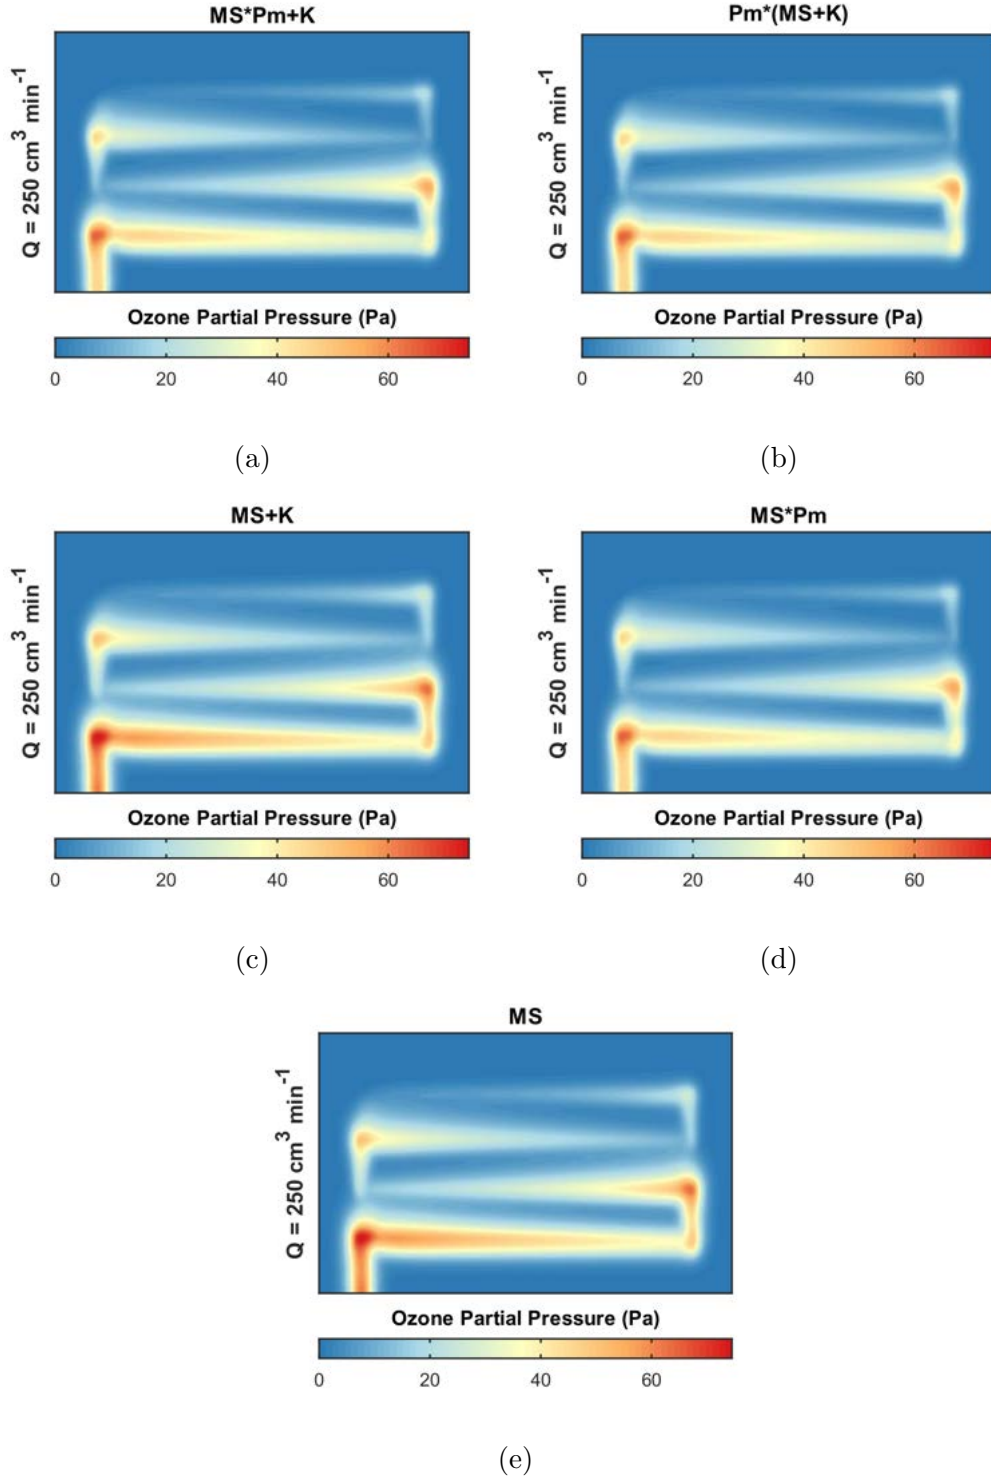 MS*Pm+K
Pm*(MS+K)
Q = 250 cm³ min⁻¹
Q = 250 cm³ min⁻¹
Ozone Partial Pressure (Pa)
Ozone Partial Pressure (Pa)
0 20 40 60
0 20 40 60
(a)
(b)
MS+K
MS*Pm
Q = 250 cm³ min⁻¹
Q = 250 cm³ min⁻¹
Ozone Partial Pressure (Pa)
Ozone Partial Pressure (Pa)
0 20 40 60
0 20 40 60
(c)
(d)
MS
Q = 250 cm³ min⁻¹
Ozone Partial Pressure (Pa)
0 20 40 60
(e)